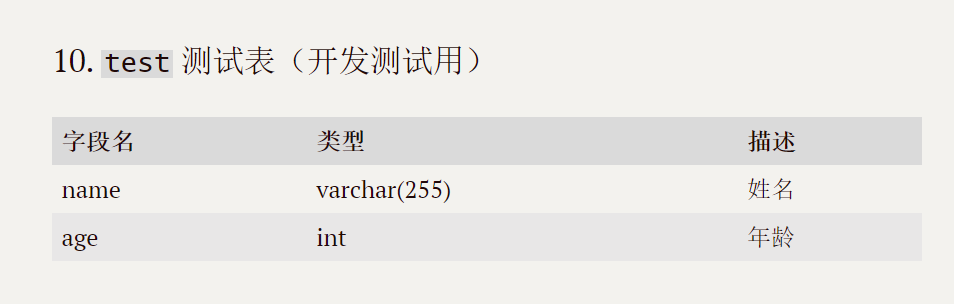 10. test 测试表（开发测试用）
字段名 类型 描述
name varchar(255) 姓名
age int 年龄